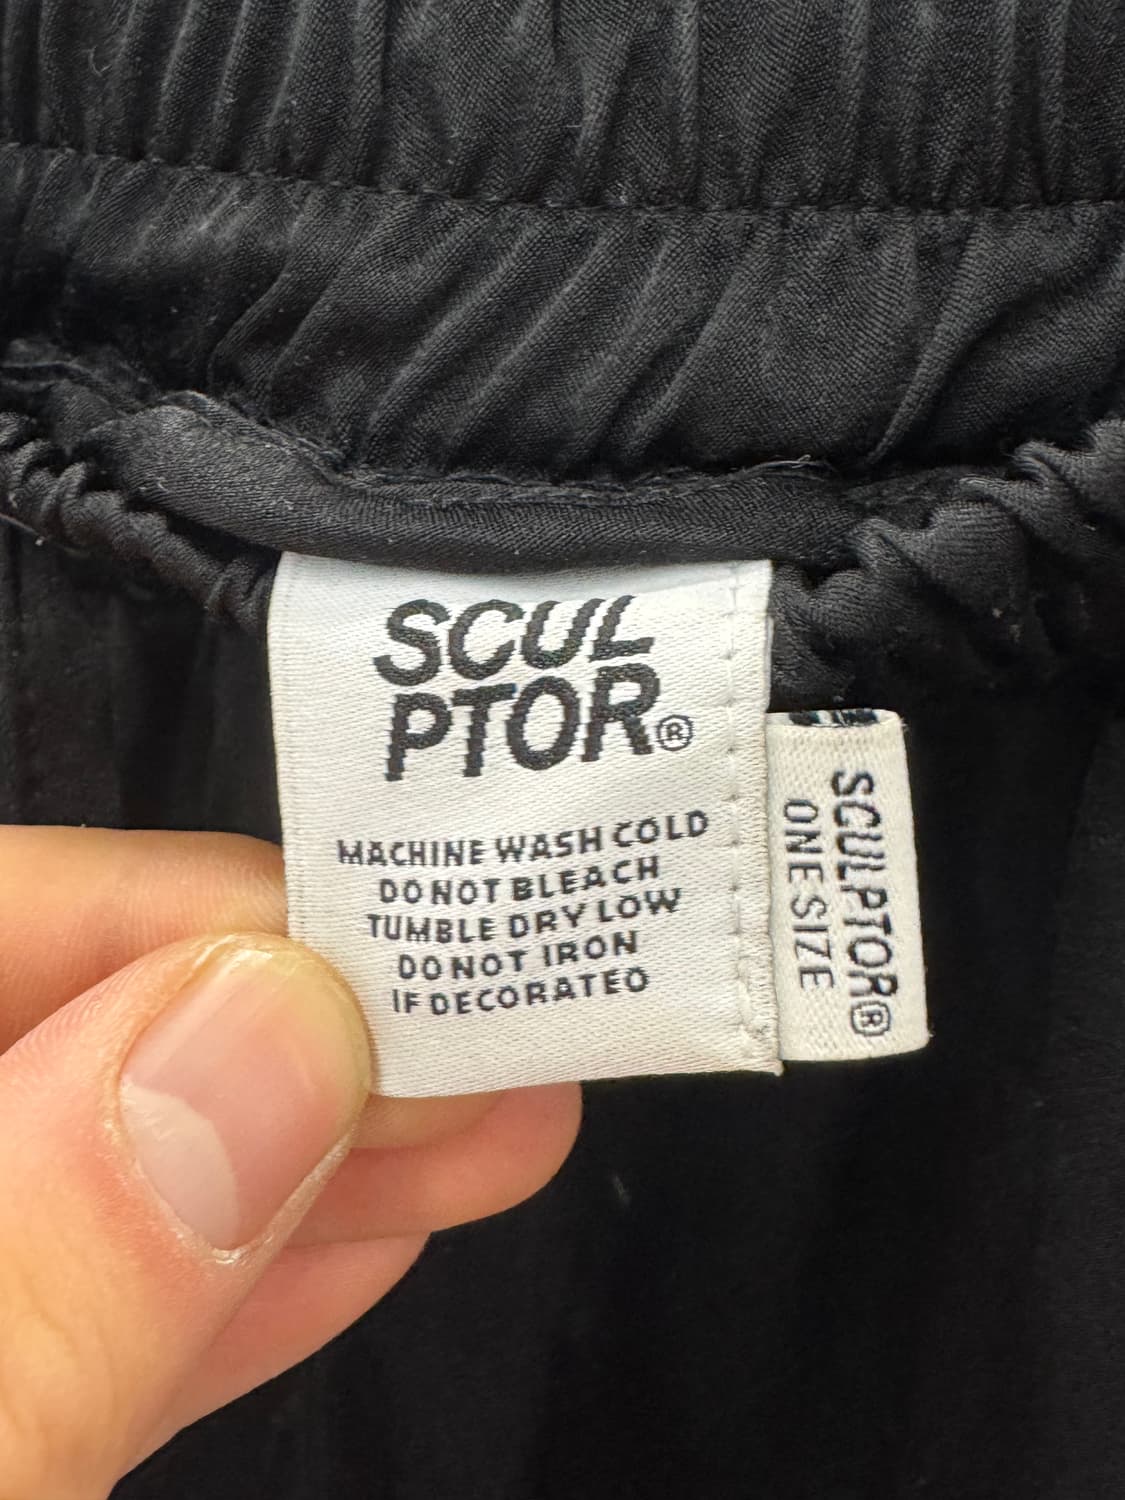 SCUL
PTOR®
MACHINE WASH COLD
DO NOT BLEACH
TUMBLE DRY LOW
DO NOT IRON
IF DECORATED
SCULPTOR®
ONE SIZE